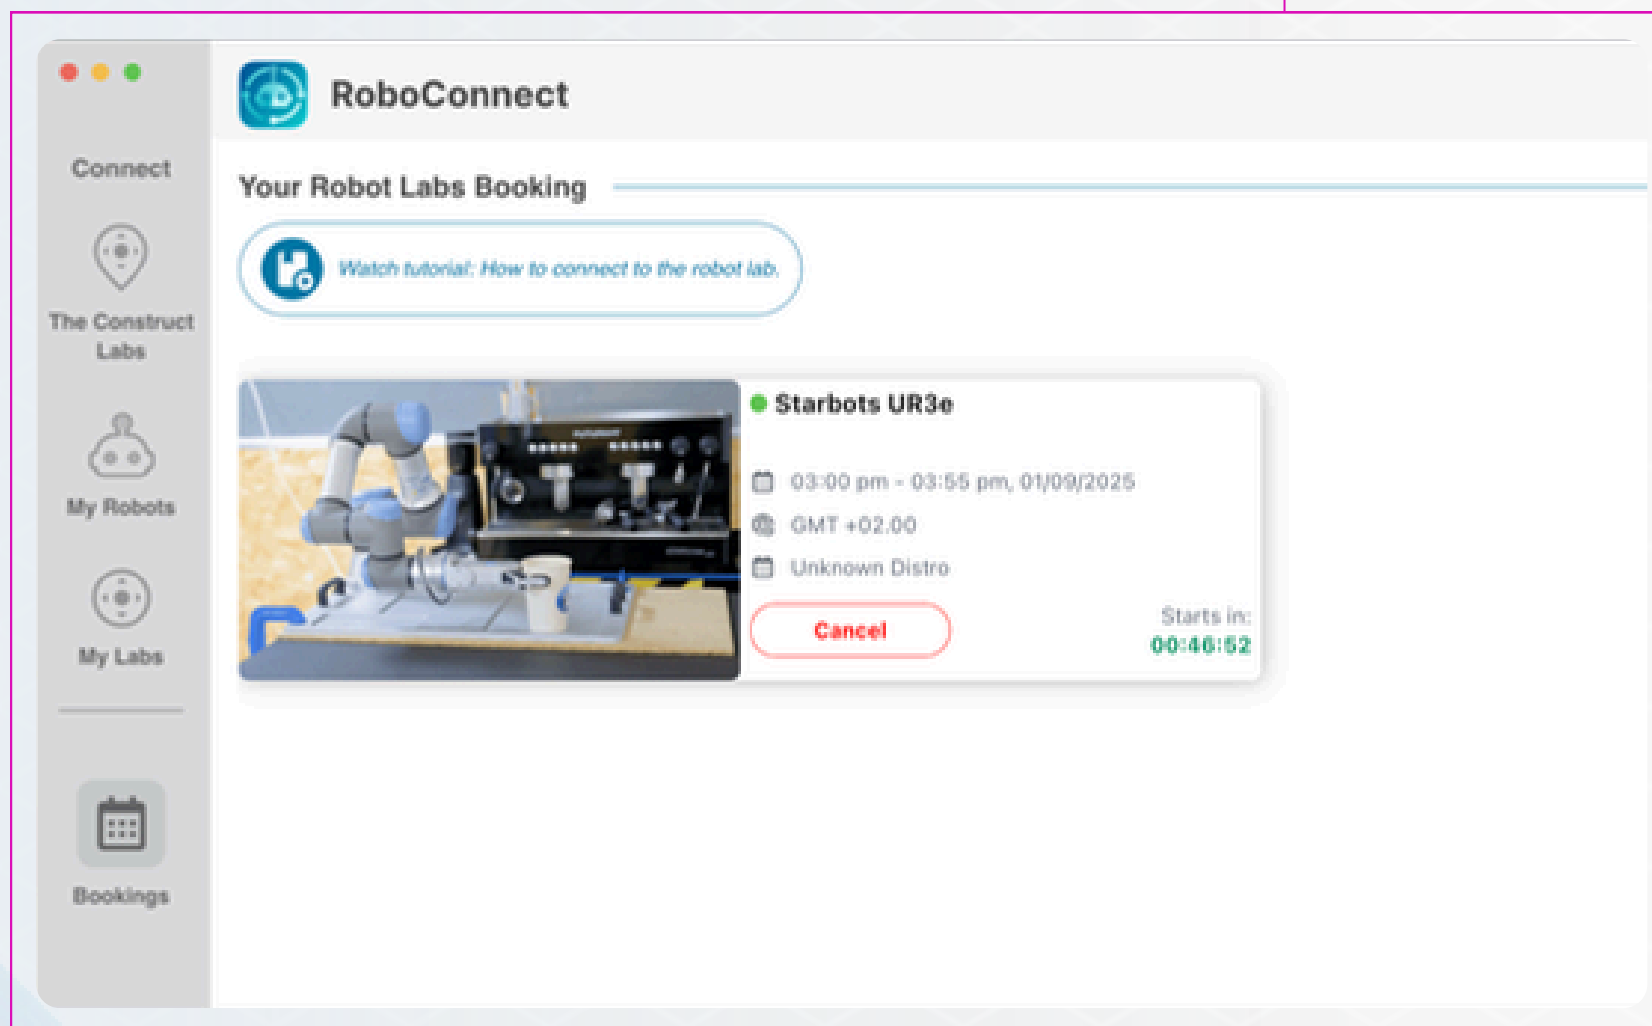 RoboConnect
Connect
The Construct
Labs
My Robots
My Labs
Bookings
Your Robot Labs Booking
Watch tutorial: How to connect to the robot lab.
Starbots UR3e
03:00 pm - 03:55 pm, 01/09/2025
GMT +02.00
Unknown Distro
Cancel
Starts in:
00:46:52